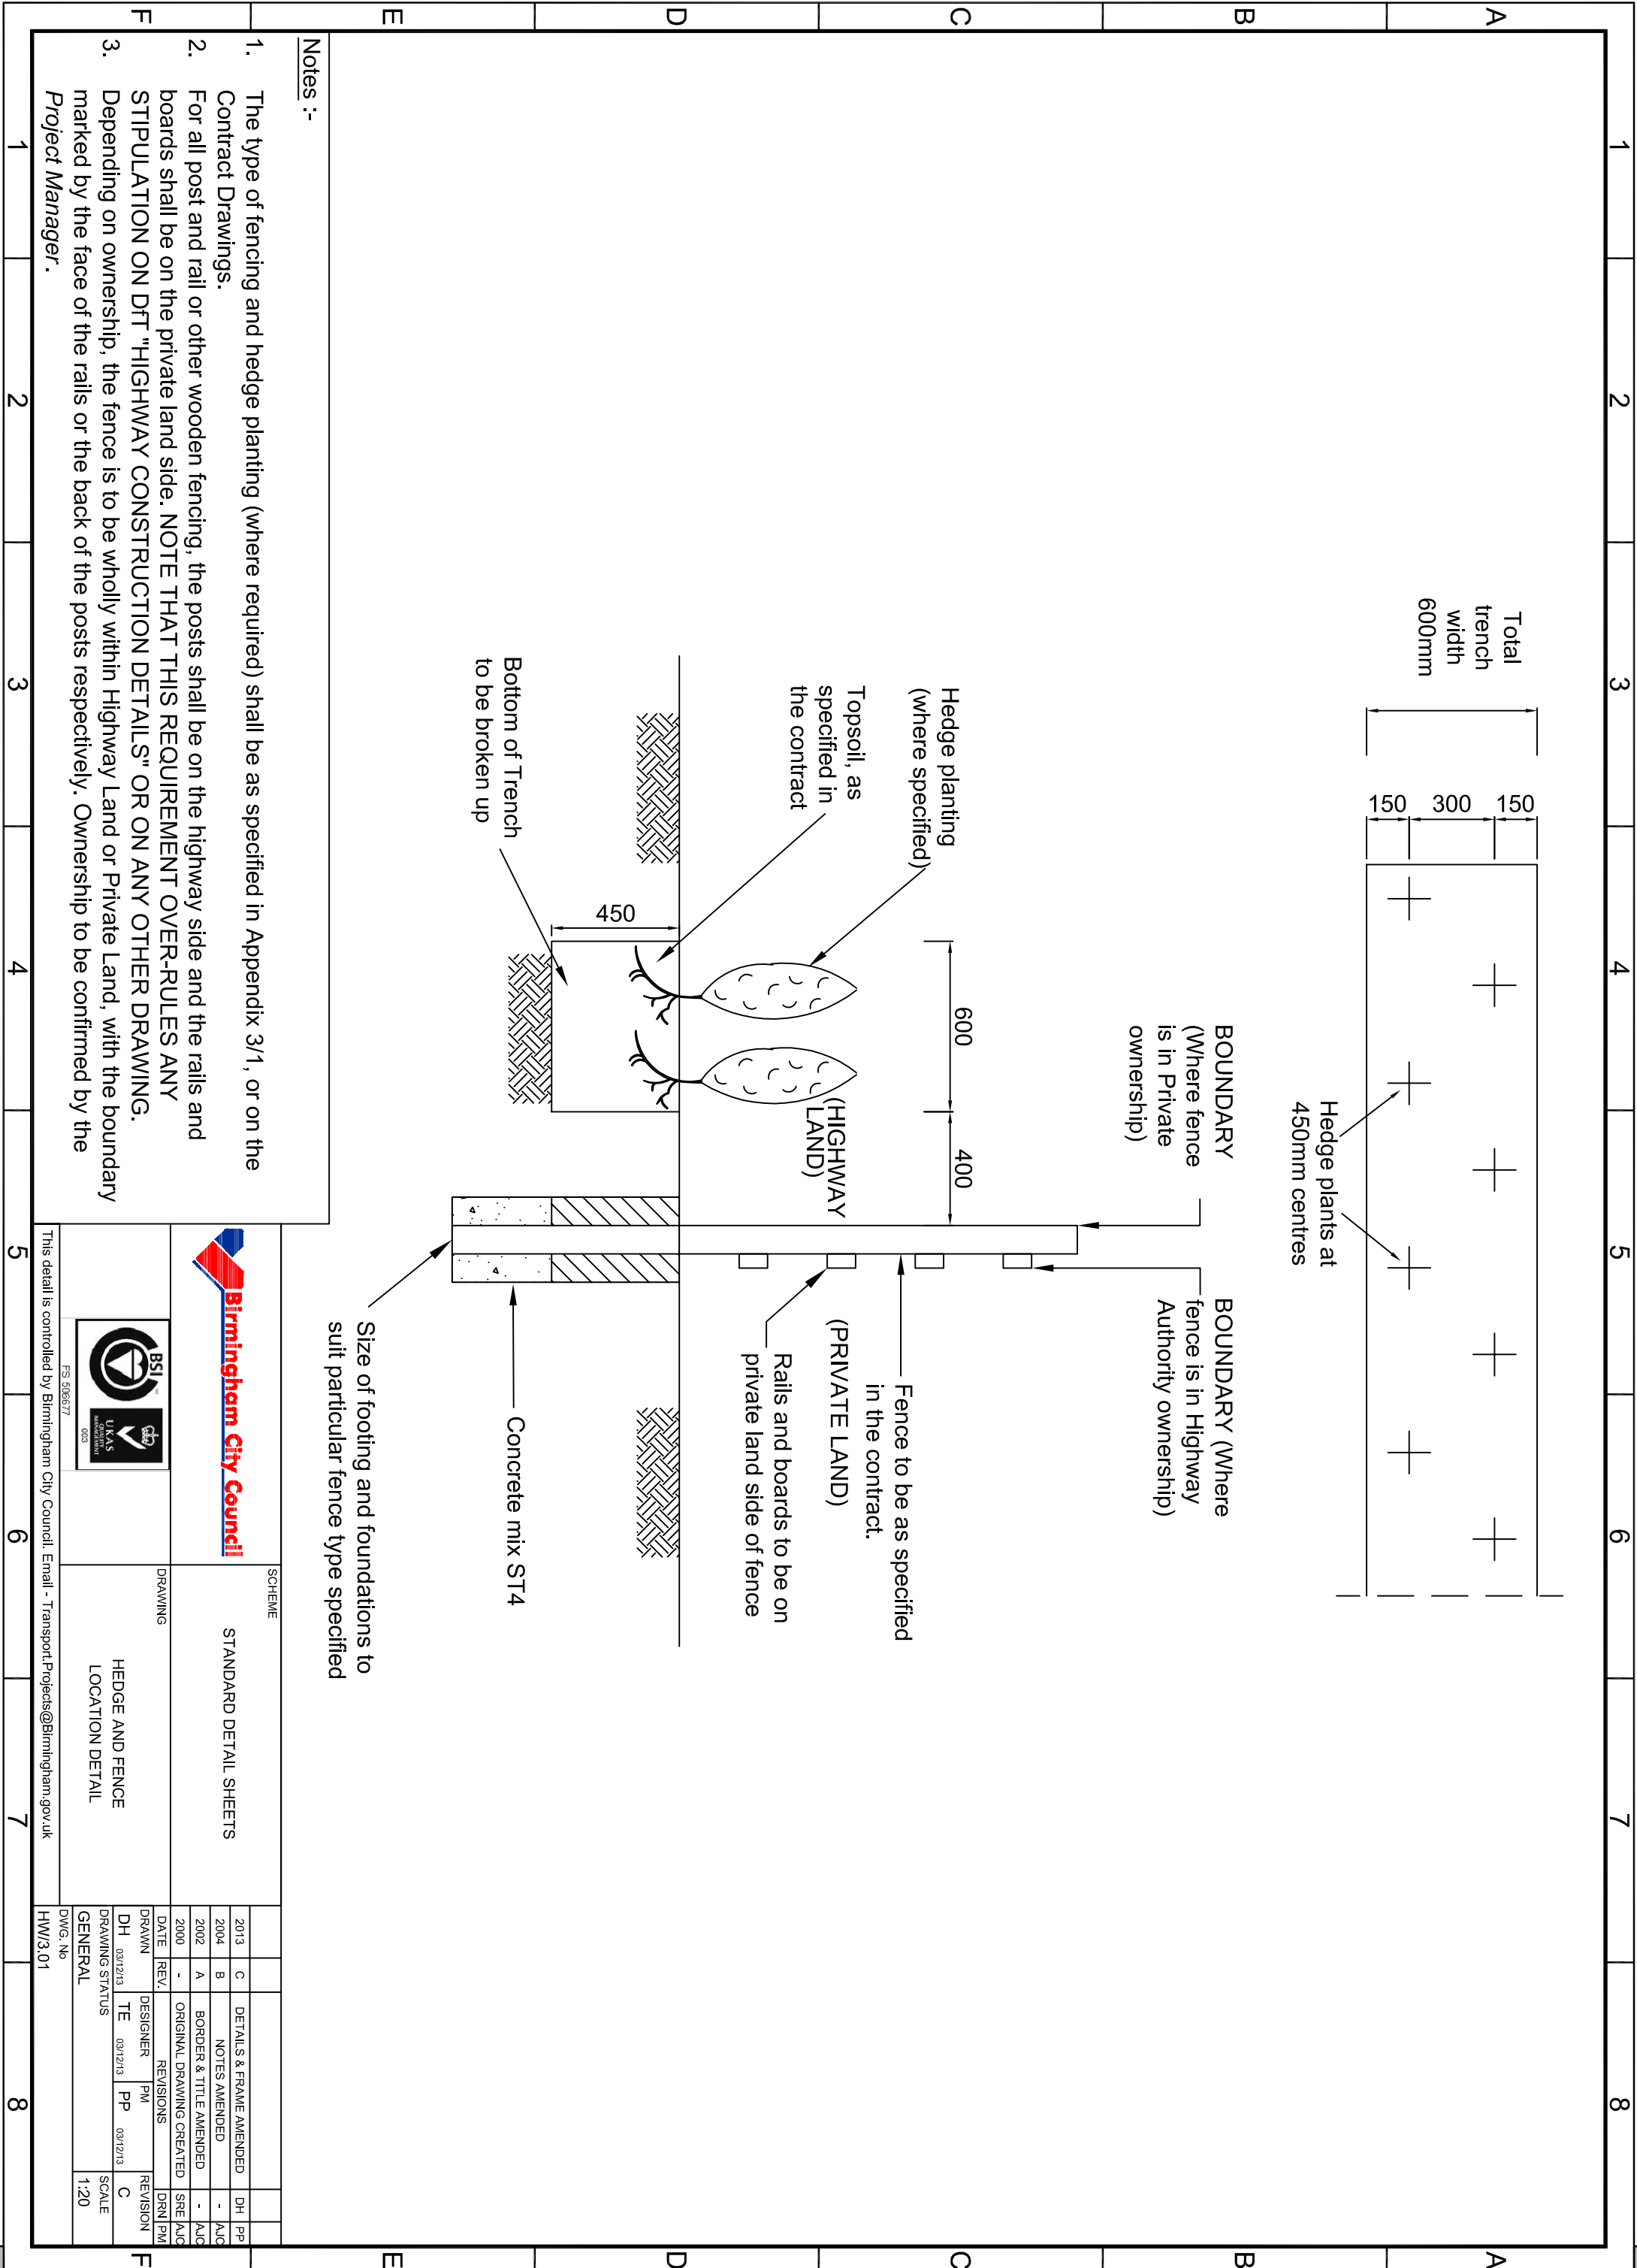 1 2 3 4 5 6 7 8
A
B
C
D
E
F
Total
trench
width
600mm
150
300
150
Hedge plants at
450mm centres
BOUNDARY
(Where fence
is in Private
ownership)
BOUNDARY (Where
fence is in Highway
Authority ownership)
600
400
Hedge planting
(where specified)
Topsoil, as
specified in
the contract
Bottom of Trench
to be broken up
450
(HIGHWAY
LAND)
Fence to be as specified
in the contract.
(PRIVATE LAND)
Rails and boards to be on
private land side of fence
Concrete mix ST4
Size of footing and foundations to
suit particular fence type specified
Notes :-
1. The type of fencing and hedge planting (where required) shall be as specified in Appendix 3/1, or on the
Contract Drawings.
2. For all post and rail or other wooden fencing, the posts shall be on the highway side and the rails and
boards shall be on the private land side. NOTE THAT THIS REQUIREMENT OVER-RULES ANY
STIPULATION ON DfT "HIGHWAY CONSTRUCTION DETAILS" OR ON ANY OTHER DRAWING.
3. Depending on ownership, the fence is to be wholly within Highway Land or Private Land, with the boundary
marked by the face of the rails or the back of the posts respectively. Ownership to be confirmed by the
Project Manager.
Birmingham City Council
BSI
UKAS
QUALITY
MANAGEMENT
003
FS 506677
This detail is controlled by Birmingham City Council. Email - Transport.Projects@Birmingham.gov.uk
SCHEME
STANDARD DETAIL SHEETS
DRAWING
HEDGE AND FENCE
LOCATION DETAIL
2013 C DETAILS & FRAME AMENDED DH PP
2004 B NOTES AMENDED - AJC
2002 A BORDER & TITLE AMENDED - AJC
2000 - ORIGINAL DRAWING CREATED SRE AJC
DATE REV. REVISIONS DRN PM
DRAWN DESIGNER PM REVISION
DH 03/12/13 TE 03/12/13 PP 03/12/13 C
DRAWING STATUS SCALE
GENERAL 1:20
DWG. No
HW/3.01
1 2 3 4 5 6 7 8
A
B
C
D
E
F